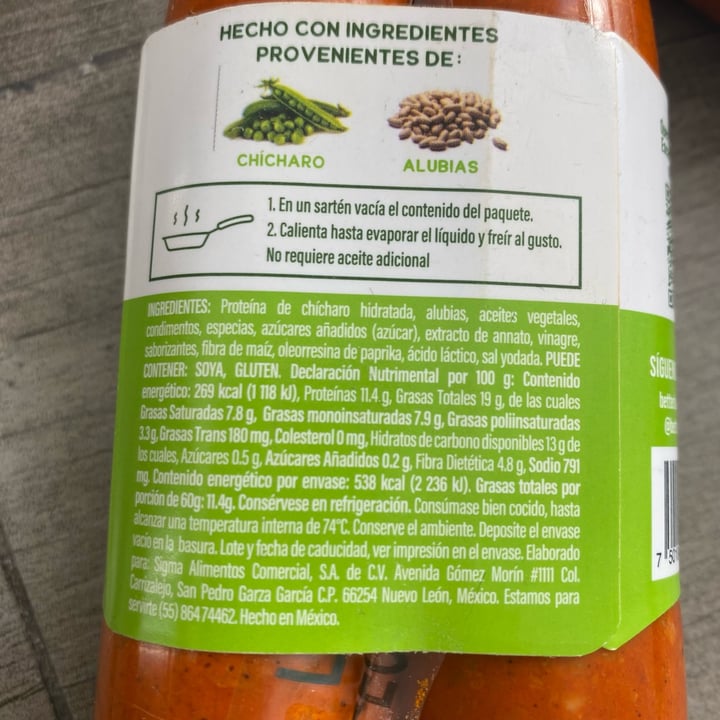 HECHO CON INGREDIENTES
PROVENIENTES DE:
CHÍCHARO
ALUBIAS
1. En un sartén vacía el contenido del paquete.
2. Calienta hasta evaporar el líquido y freír al gusto.
No requiere aceite adicional
INGREDIENTES: Proteína de chícharo hidratada, alubias, aceites vegetales,
condimentos, especias, azúcares añadidos (azúcar), extracto de annato, vinagre,
saborizantes, fibra de maíz, oleorresina de paprika, ácido láctico, sal yodada. PUEDE
CONTENER: SOYA, GLUTEN. Declaración Nutrimental por 100 g: Contenido
energético: 269 kcal (1 118 kJ), Proteínas 11.4 g, Grasas Totales 19 g, de las cuales
Grasas Saturadas 7.8 g, Grasas monoinsaturadas 7.9 g, Grasas poliinsaturadas
3.3 g, Grasas Trans 180 mg, Colesterol 0 mg, Hidratos de carbono disponibles 13 g de
los cuales, Azúcares 0.5 g, Azúcares Añadidos 0.2 g, Fibra Dietética 4.8 g, Sodio 791
mg. Contenido energético por envase: 538 kcal (2 236 kJ). Grasas totales por
porción de 60g: 11.4g. Consérvese en refrigeración. Consúmase bien cocido, hasta
alcanzar una temperatura interna de 74°C. Conserve el ambiente. Deposite el envase
vacío en la basura. Lote y fecha de caducidad, ver impresión en el envase. Elaborado
para: Sigma Alimentos Comercial, S.A. de C.V. Avenida Gómez Morín #1111 Col.
Carrizalejo, San Pedro Garza García C.P. 66254 Nuevo León, México. Estamos para
servirte (55) 86474462. Hecho en México.
SÍGUE
7 501